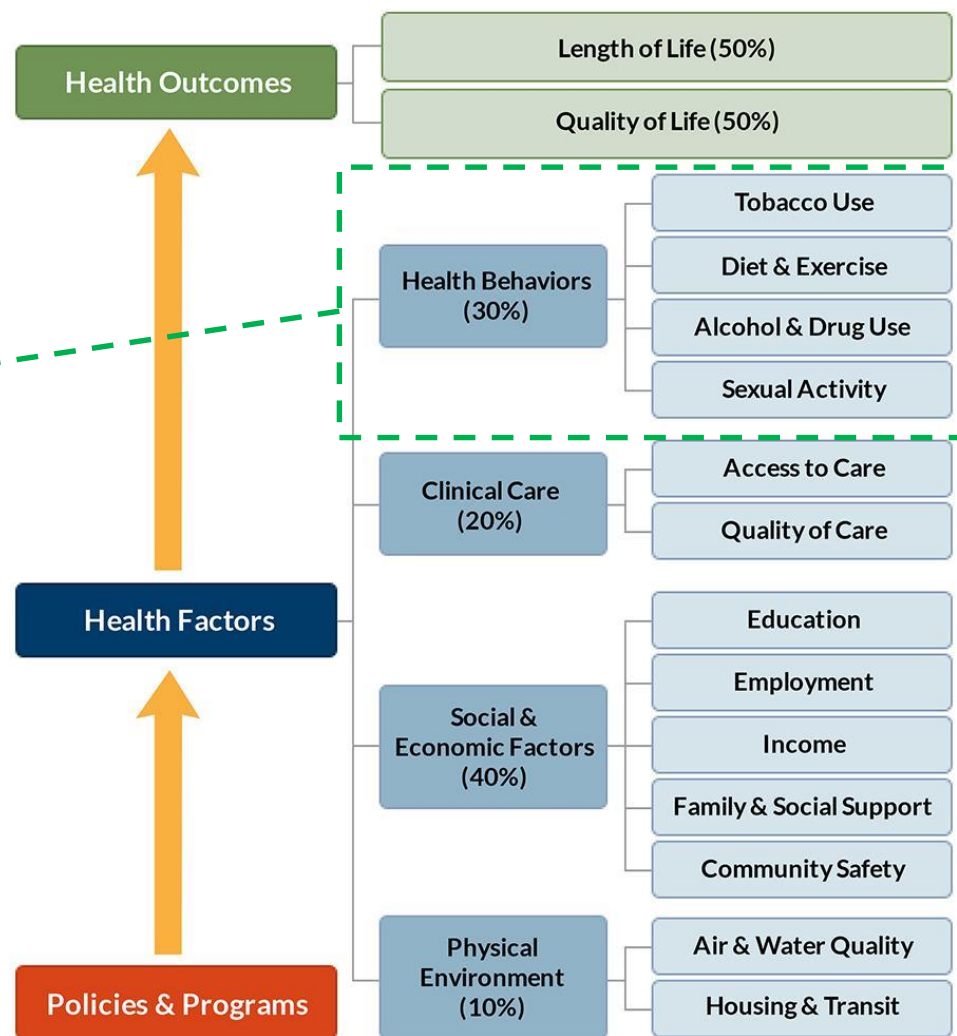 Health Outcomes
Length of Life (50%)
Quality of Life (50%)
Health Behaviors
(30%)
Tobacco Use
Diet & Exercise
Alcohol & Drug Use
Sexual Activity
Clinical Care
(20%)
Access to Care
Quality of Care
Health Factors
Social &
Economic Factors
(40%)
Education
Employment
Income
Family & Social Support
Community Safety
Physical
Environment
(10%)
Air & Water Quality
Housing & Transit
Policies & Programs